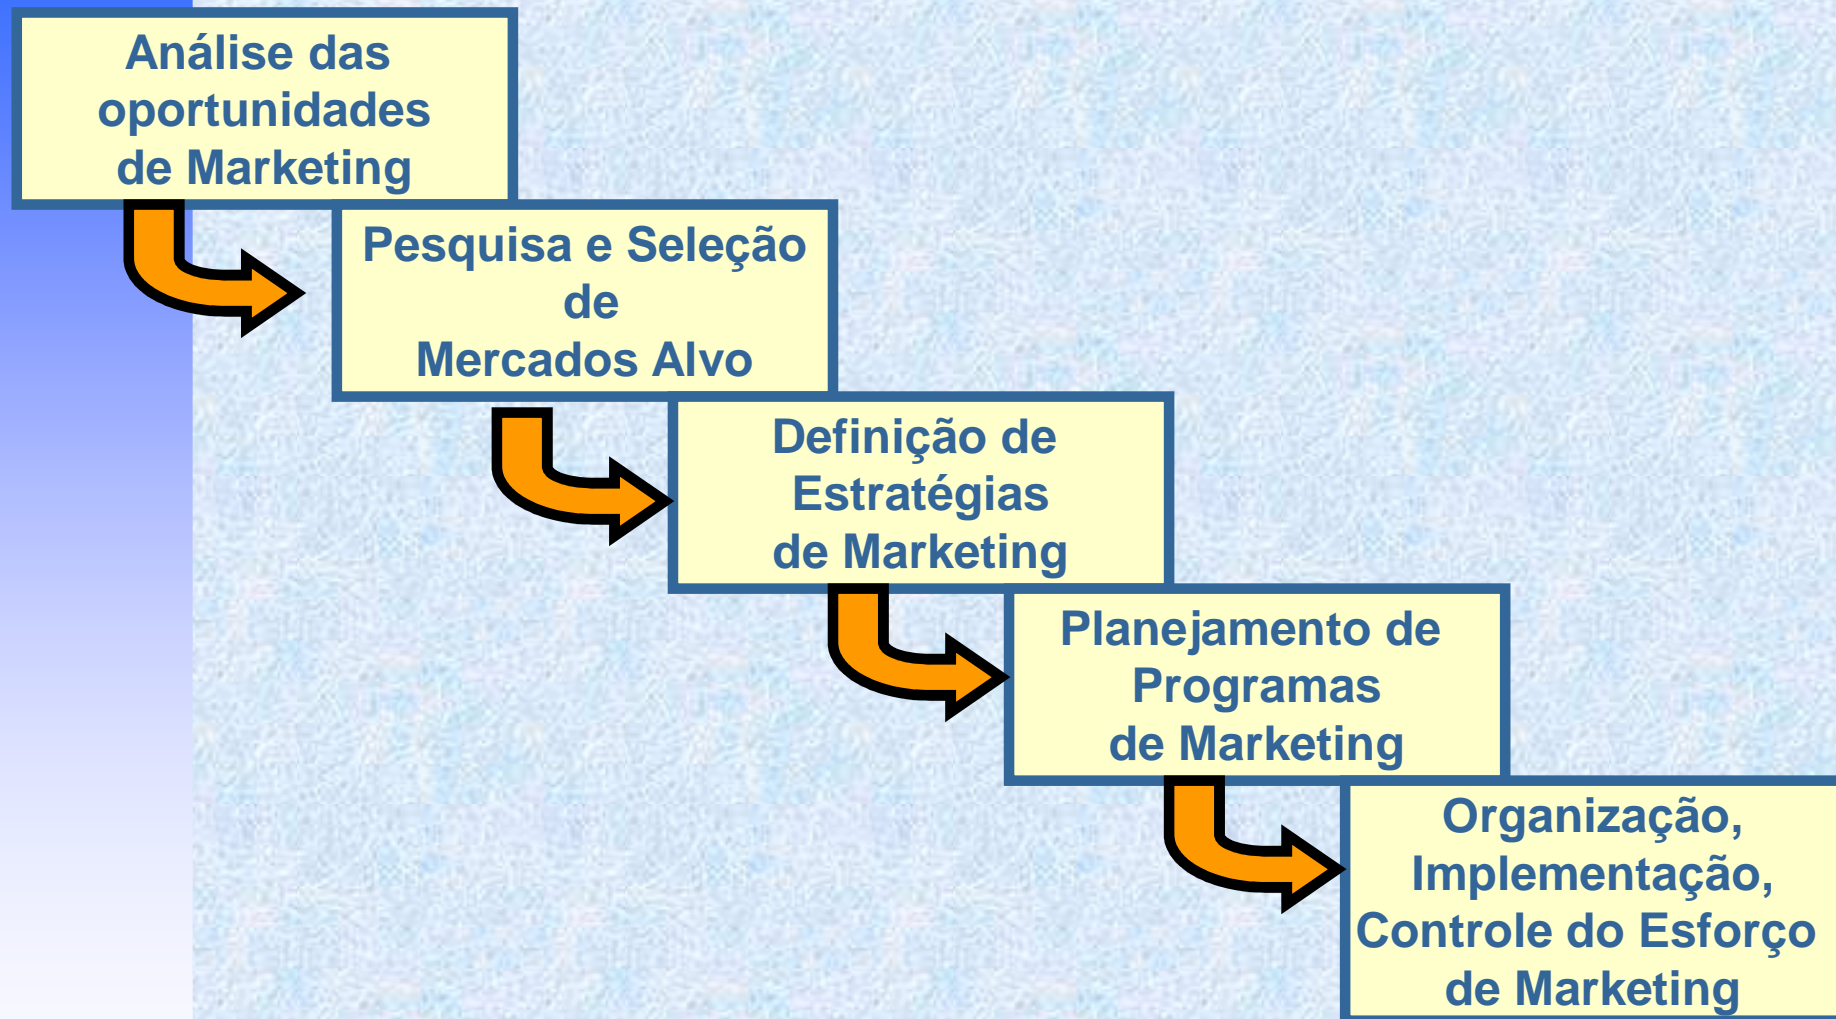 Análise das
oportunidades
de Marketing
Pesquisa e Seleção
de
Mercados Alvo
Definição de
Estratégias
de Marketing
Planejamento de
Programas
de Marketing
Organização,
Implementação,
Controle do Esforço
de Marketing